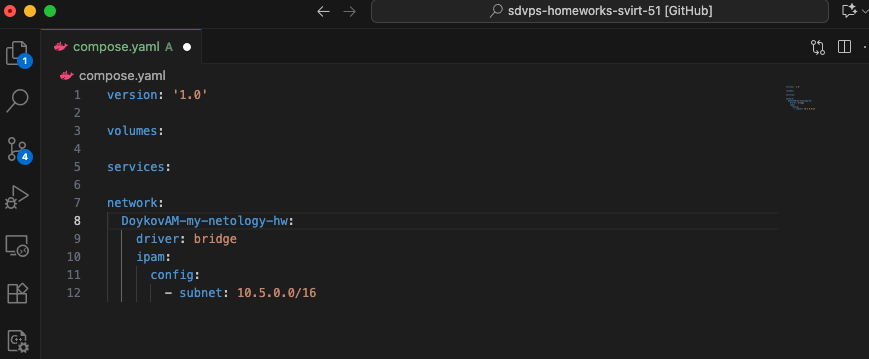 sdvps-homeworks-svirt-51 [GitHub]
compose.yaml A
compose.yaml
1 version: '1.0'
2
3 volumes:
4
5 services:
6
7 network:
8 DoykovAM-my-netology-hw:
9 driver: bridge
10 ipam:
11 config:
12 - subnet: 10.5.0.0/16
1
4